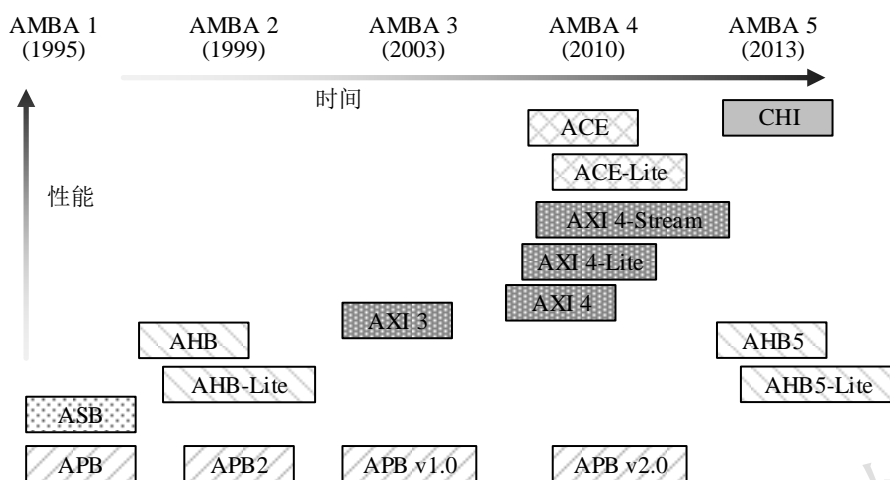 AMBA 1 AMBA 2 AMBA 3 AMBA 4 AMBA 5
(1995) (1999) (2003) (2010) (2013)
时间
性能
ACE CHI
ACE-Lite
AXI 4-Stream
AXI 4-Lite
AXI 4
AXI 3
AHB AHB5
AHB-Lite AHB5-Lite
ASB
APB APB2 APB v1.0 APB v2.0